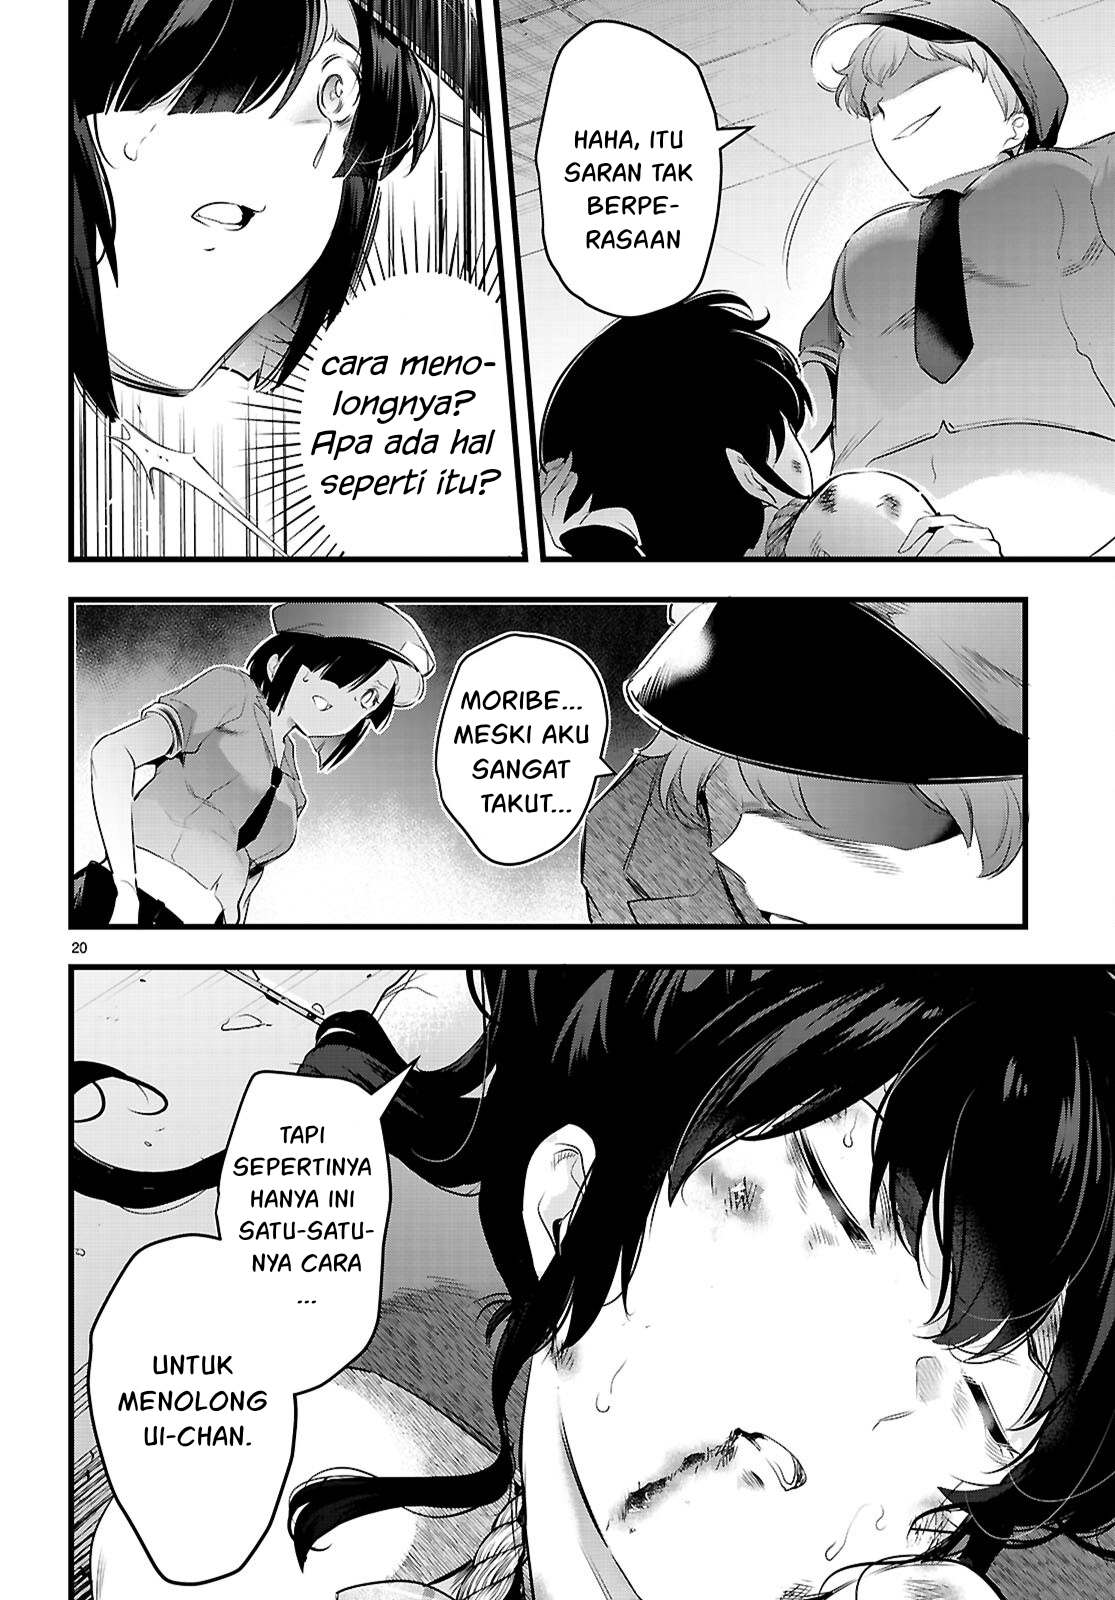 HAHA, ITU
SARAN TAK
BERPE-
RASAAN
cara meno-
longnya?
Apa ada hal
seperti itu?
MORIBE...
MESKI AKU
SANGAT
TAKUT...
20
TAPI
SEPERTINYA
HANYA INI
SATU-SATU-
NYA CARA
...
UNTUK
MENOLONG
UI-CHAN.